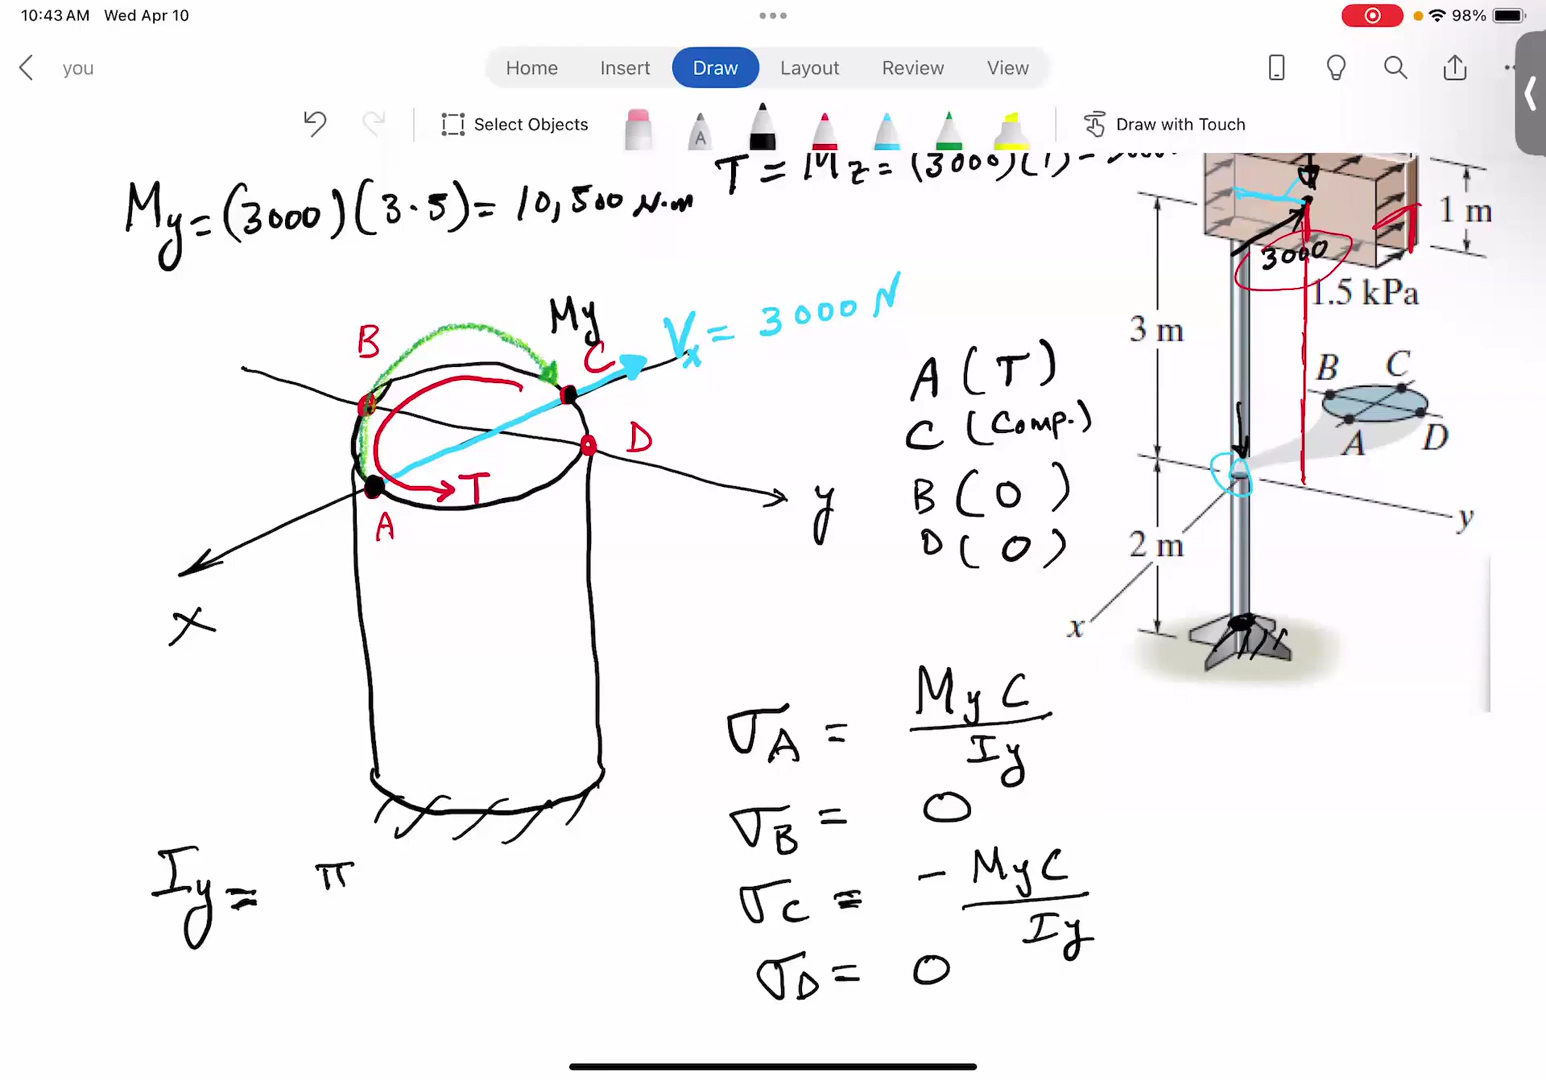 10:43 AM Wed Apr 10
98%
you
Home Insert Draw Layout Review View
Select Objects
A
Draw with Touch
T = Mz = (3000)(1) =
My = (3000)(3.5) = 10,500 N.m
1 m
3000
1.5 kPa
3 m
B
C
A
D
y
2 m
x
My
B
C
Vx = 3000 N
D
T
A
y
x
A (T)
C (Comp.)
B (0)
D (0)
σA = My C / Iy
σB = 0
σC = - My C / Iy
σD = 0
Iy = π